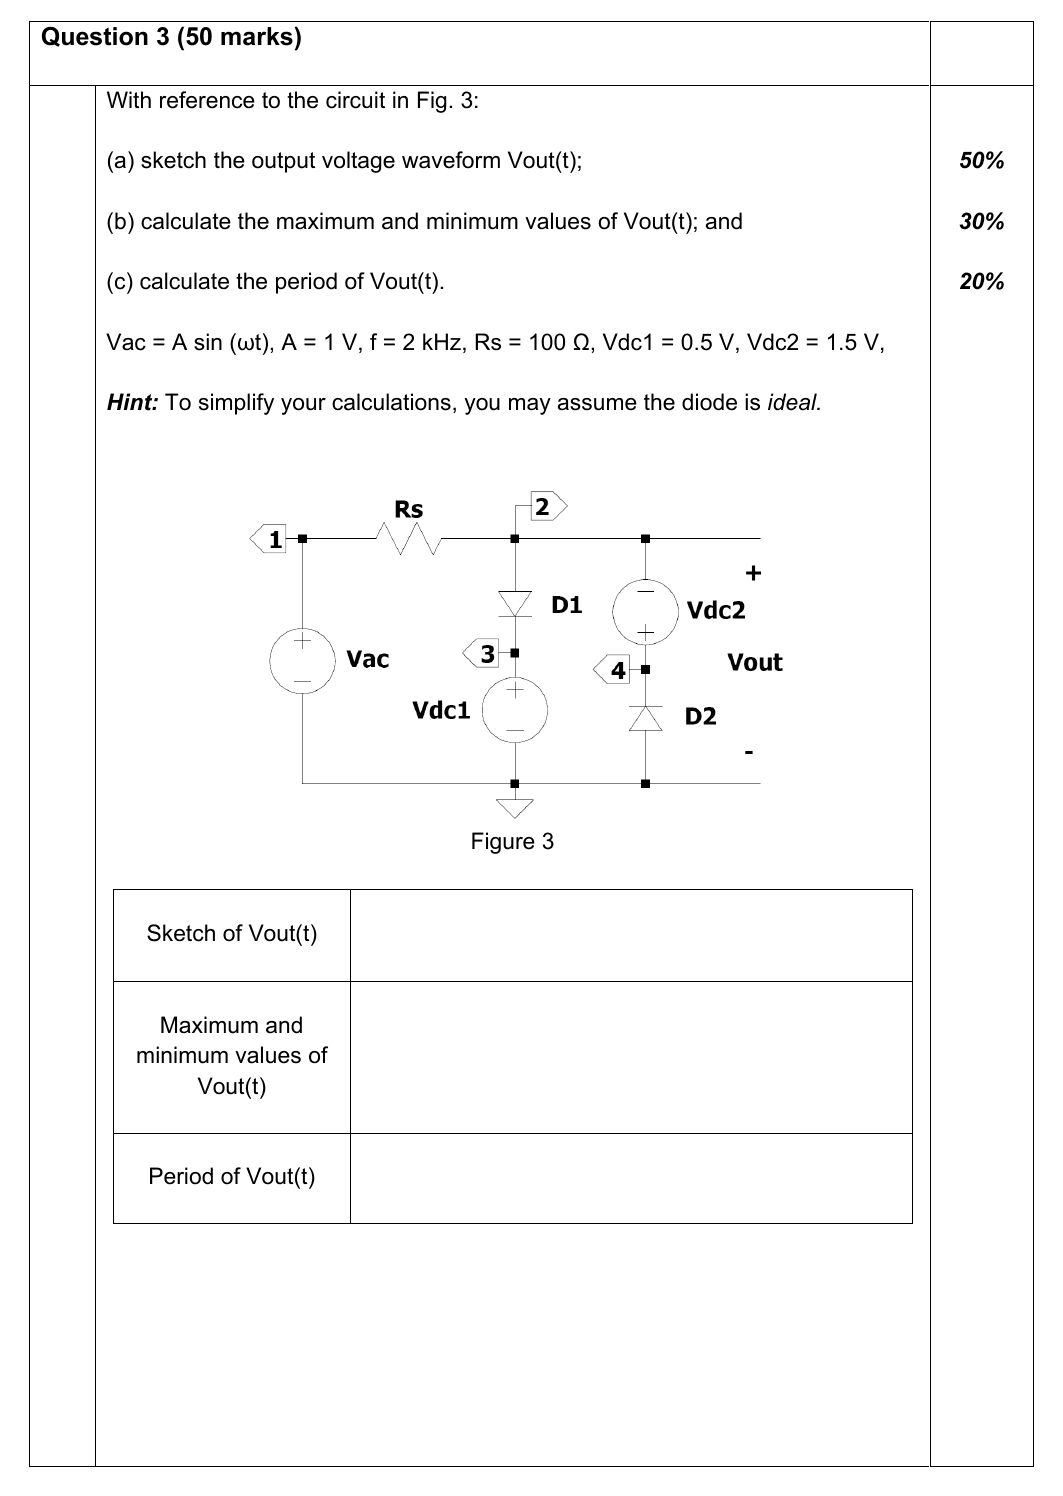 Question 3 (50 marks)
With reference to the circuit in Fig. 3:
(a) sketch the output voltage waveform Vout(t);
50%
(b) calculate the maximum and minimum values of Vout(t); and
30%
(c) calculate the period of Vout(t).
20%
Vac = A sin (ωt), A = 1 V, f = 2 kHz, Rs = 100 Ω, Vdc1 = 0.5 V, Vdc2 = 1.5 V,
Hint: To simplify your calculations, you may assume the diode is ideal.
Rs
2
1
+
D1
Vdc2
3
Vac
4
Vout
Vdc1
D2
-
Figure 3
Sketch of Vout(t)
Maximum and
minimum values of
Vout(t)
Period of Vout(t)